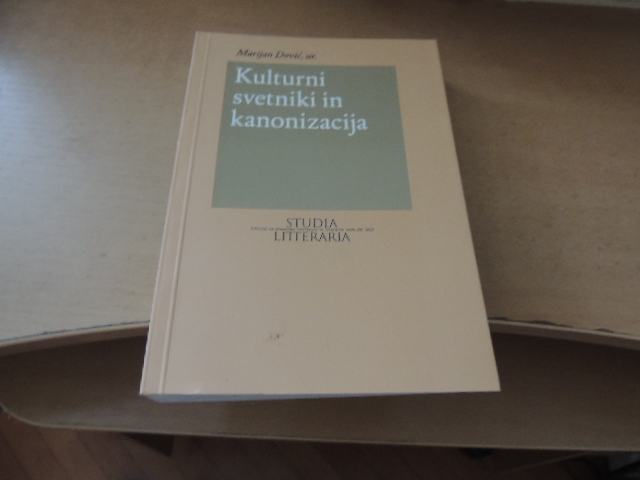 Marijan Dović, ur.
Kulturni
svetniki in
kanonizacija
STUDIA
LITTERARIA